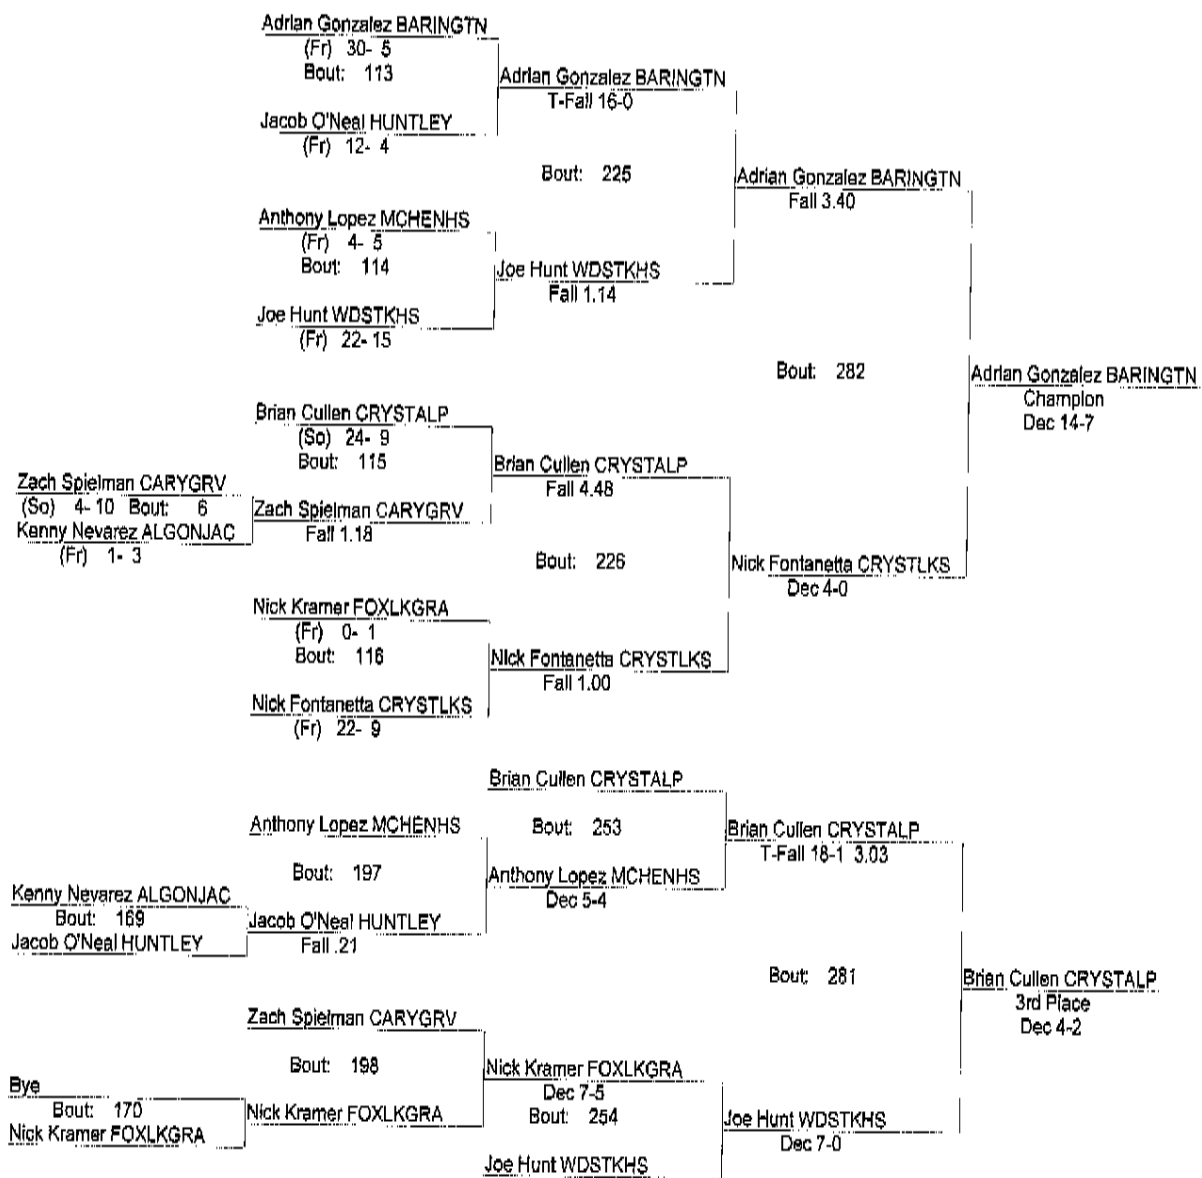 Adrian Gonzalez BARINGTN
(Fr) 30- 5
Bout: 113
Adrian Gonzalez BARINGTN
T-Fall 16-0
Jacob O'Neal HUNTLEY
(Fr) 12- 4
Bout: 225
Adrian Gonzalez BARINGTN
Fall 3.40
Anthony Lopez MCHENHS
(Fr) 4- 5
Bout: 114
Joe Hunt WDSTKHS
Fall 1.14
Joe Hunt WDSTKHS
(Fr) 22- 15
Bout: 282
Adrian Gonzalez BARINGTN
Champion
Dec 14-7
Brian Cullen CRYSTALP
(So) 24- 9
Bout: 115
Brian Cullen CRYSTALP
Fall 4.48
Zach Spielman CARYGRV
(So) 4- 10 Bout: 6
Zach Spielman CARYGRV
Fall 1.18
Kenny Nevarez ALGONJAC
(Fr) 1- 3
Bout: 226
Nick Fontanetta CRYSTLKS
Dec 4-0
Nick Kramer FOXLKGRA
(Fr) 0- 1
Bout: 116
Nick Fontanetta CRYSTLKS
Fall 1.00
Nick Fontanetta CRYSTLKS
(Fr) 22- 9
Brian Cullen CRYSTALP
Anthony Lopez MCHENHS
Bout: 253
Brian Cullen CRYSTALP
T-Fall 18-1 3.03
Bout: 197
Anthony Lopez MCHENHS
Dec 5-4
Kenny Nevarez ALGONJAC
Bout: 169
Jacob O'Neal HUNTLEY
Fall .21
Jacob O'Neal HUNTLEY
Bout: 281
Brian Cullen CRYSTALP
3rd Place
Dec 4-2
Zach Spielman CARYGRV
Bout: 198
Nick Kramer FOXLKGRA
Dec 7-5
Bye
Bout: 170
Nick Kramer FOXLKGRA
Bout: 254
Joe Hunt WDSTKHS
Dec 7-0
Nick Kramer FOXLKGRA
Joe Hunt WDSTKHS